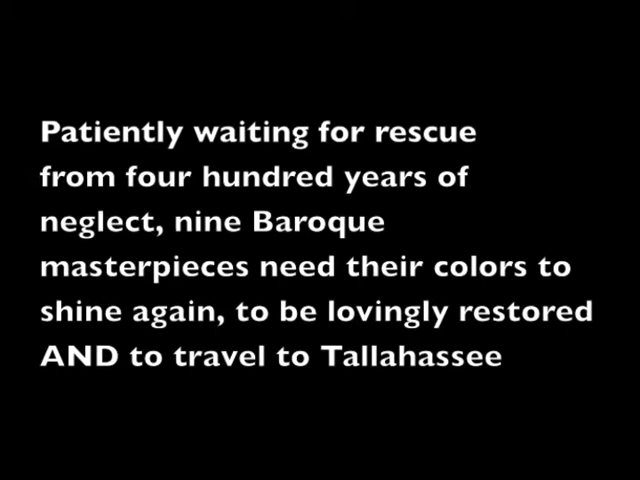 Patiently waiting for rescue
from four hundred years of
neglect, nine Baroque
masterpieces need their colors to
shine again, to be lovingly restored
AND to travel to Tallahassee